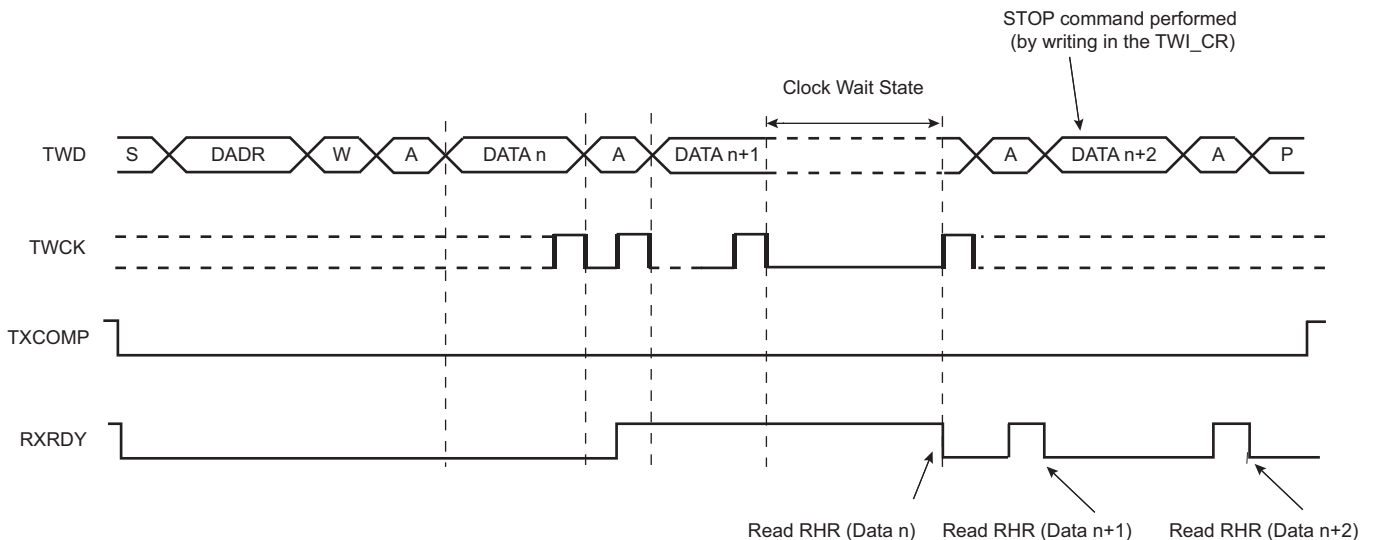 STOP command performed
(by writing in the TWI_CR)
Clock Wait State
TWD S DADR W A DATA n A DATA n+1 A DATA n+2 A P
TWCK
TXCOMP
RXRDY
Read RHR (Data n) Read RHR (Data n+1) Read RHR (Data n+2)